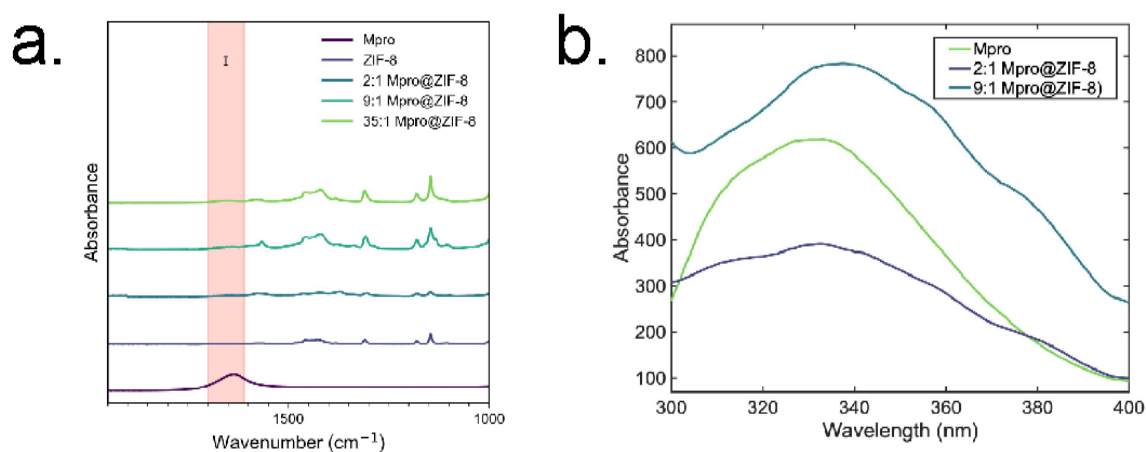 a.
I
Mpro
ZIF-8
2:1 Mpro@ZIF-8
9:1 Mpro@ZIF-8
35:1 Mpro@ZIF-8
Absorbance
1500
1000
Wavenumber (cm⁻¹)
b.
Mpro
2:1 Mpro@ZIF-8
9:1 Mpro@ZIF-8)
800
700
600
500
400
300
200
100
Absorbance
300
320
340
360
380
400
Wavelength (nm)